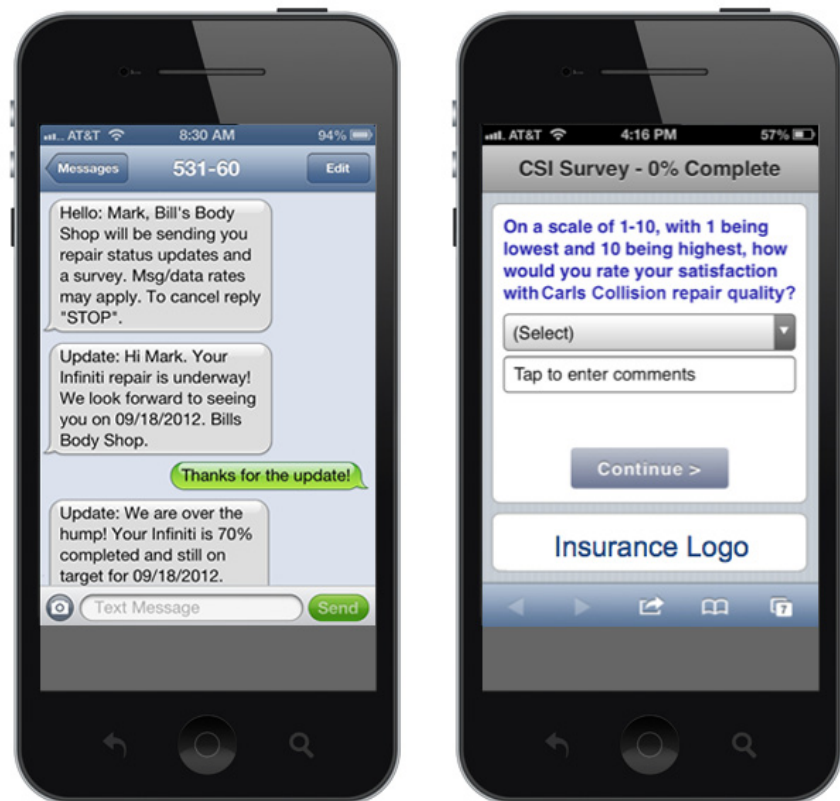 AT&T 8:30 AM 94%
Messages 531-60 Edit
Hello: Mark, Bill's Body
Shop will be sending you
repair status updates and
a survey. Msg/data rates
may apply. To cancel reply
"STOP".
Update: Hi Mark. Your
Infiniti repair is underway!
We look forward to seeing
you on 09/18/2012. Bills
Body Shop.
Thanks for the update!
Update: We are over the
hump! Your Infiniti is 70%
completed and still on
target for 09/18/2012.
Text Message Send
AT&T 4:16 PM 57%
CSI Survey - 0% Complete
On a scale of 1-10, with 1 being
lowest and 10 being highest, how
would you rate your satisfaction
with Carls Collision repair quality?
(Select)
Tap to enter comments
Continue >
Insurance Logo
7